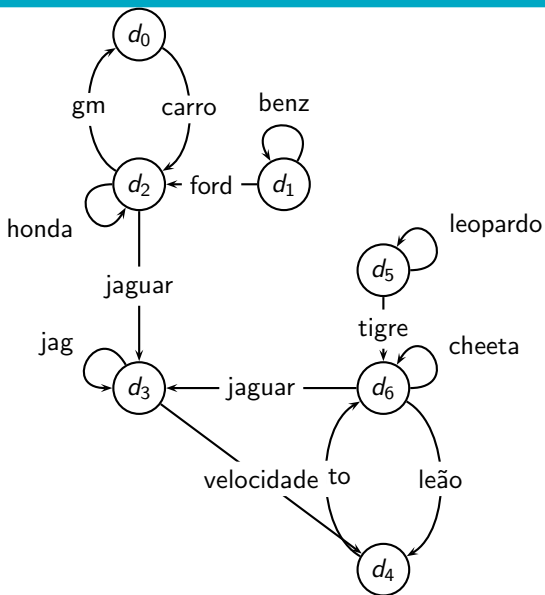 d0
gm
carro
benz
d2
ford
d1
honda
leopardo
d5
jaguar
tigre
jag
cheeta
d3
jaguar
d6
velocidade
to
leão
d4